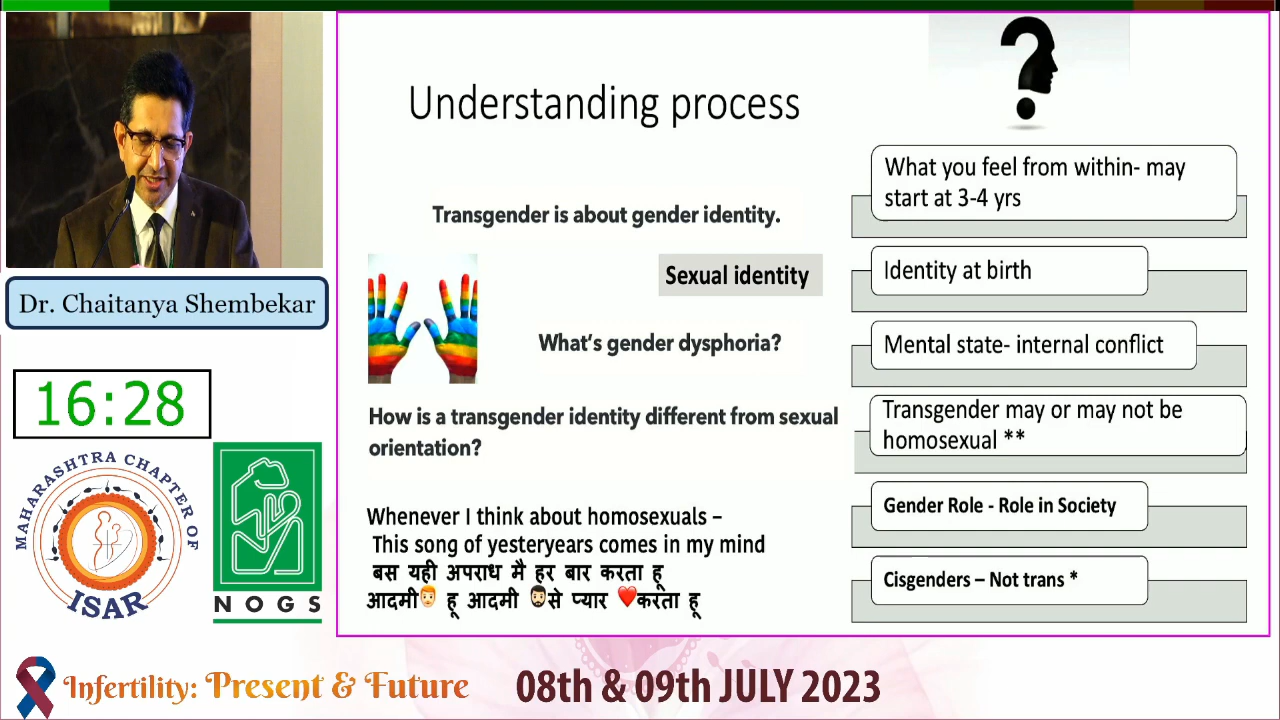 Understanding process
Transgender is about gender identity.
Sexual identity
What's gender dysphoria?
How is a transgender identity different from sexual
orientation?
Whenever I think about homosexuals –
This song of yesteryears comes in my mind
बस यही अपराध मै हर बार करता हू
आदमी👨🏻‍🦰 हू आदमी 🧔🏻से प्यार ❤️करता हू
What you feel from within- may
start at 3-4 yrs
Identity at birth
Mental state- internal conflict
Transgender may or may not be
homosexual **
Gender Role - Role in Society
Cisgenders – Not trans *
Dr. Chaitanya Shembekar
16:28
MAHARASHTRA CHAPTER OF
ISAR
NOGS
Infertility: Present & Future
08th & 09th JULY 2023